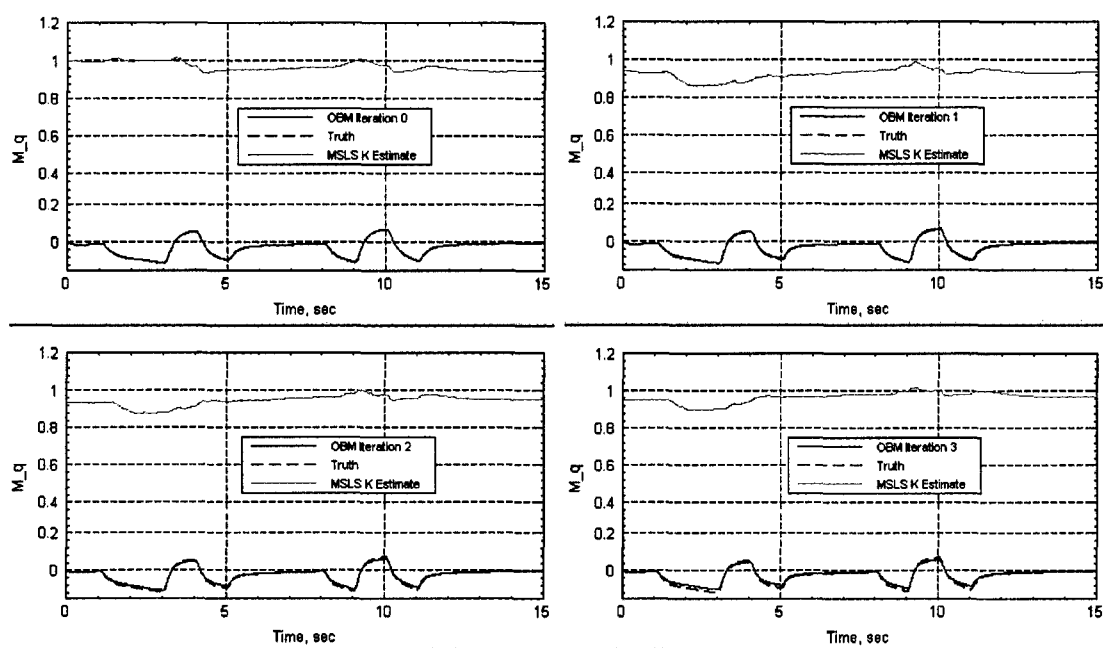 1.2
1
0.8
0.6
0.4
0.2
0
M_q
OBM Iteration 0
Truth
MSLS K Estimate
0 5 10 15
Time, sec
1.2
1
0.8
0.6
0.4
0.2
0
M_q
OBM Iteration 1
Truth
MSLS K Estimate
0 5 10 15
Time, sec
1.2
1
0.8
0.6
0.4
0.2
0
M_q
OBM Iteration 2
Truth
MSLS K Estimate
0 5 10 15
Time, sec
1.2
1
0.8
0.6
0.4
0.2
0
M_q
OBM Iteration 3
Truth
MSLS K Estimate
0 5 10 15
Time, sec